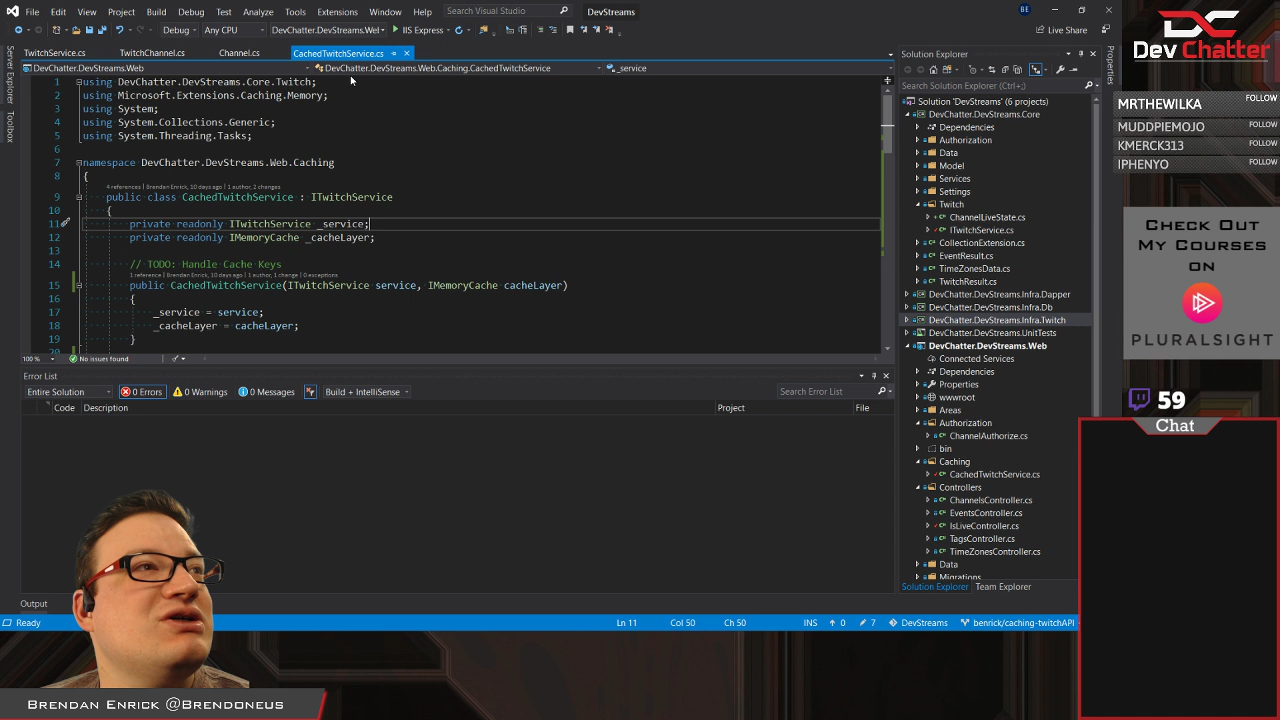 File Edit View Project Build Debug Test Analyze Tools Extensions Window Help Search Visual Studio DevStreams BE
Debug Any CPU DevChatter.DevStreams.Wel IIS Express Live Share
TwitchService.cs TwitchChannel.cs Channel.cs CachedTwitchService.cs
DevChatter.DevStreams.Web DevChatter.DevStreams.Web.Caching.CachedTwitchService _service
Server Explorer
Toolbox
1 using DevChatter.DevStreams.Core.Twitch;
2 using Microsoft.Extensions.Caching.Memory;
3 using System;
4 using System.Collections.Generic;
5 using System.Threading.Tasks;
6
7 namespace DevChatter.DevStreams.Web.Caching
8 {
4 references | Brendan Enrick, 10 days ago | 1 author, 2 changes
9 public class CachedTwitchService : ITwitchService
10 {
11 private readonly ITwitchService _service;
12 private readonly IMemoryCache _cacheLayer;
13
14 // TODO: Handle Cache Keys
1 reference | Brendan Enrick, 10 days ago | 1 author, 1 change | 0 exceptions
15 public CachedTwitchService(ITwitchService service, IMemoryCache cacheLayer)
16 {
17 _service = service;
18 _cacheLayer = cacheLayer;
19 }
20
100 % No issues found
Error List
Entire Solution 0 Errors 0 Warnings 0 Messages Build + IntelliSense Search Error List
Code Description Project File
Output
Ready Ln 11 Col 50 Ch 50 INS 0 7 DevStreams benrick/caching-twitchAPI
Solution Explorer
Search Solution Explorer (Ctrl+;)
Solution 'DevStreams' (6 projects)
DevChatter.DevStreams.Core
Dependencies
Authorization
Data
Model
Services
Settings
Twitch
ChannelLiveState.cs
ITwitchService.cs
CollectionExtension.cs
EventResult.cs
TimeZonesData.cs
TwitchResult.cs
DevChatter.DevStreams.Infra.Dapper
DevChatter.DevStreams.Infra.Db
DevChatter.DevStreams.Infra.Twitch
DevChatter.DevStreams.UnitTests
DevChatter.DevStreams.Web
Connected Services
Dependencies
Properties
wwwroot
Areas
Authorization
ChannelAuthorize.cs
bin
Caching
CachedTwitchService.cs
Controllers
ChannelsController.cs
EventsController.cs
IsLiveController.cs
TagsController.cs
TimeZonesController.cs
Data
Migrations
Solution Explorer Team Explorer
Properties
Dev Chatter
MRTHEWILKA FOLLOW
MUDDPIEMOJO FOLLOW
KMERCK313 FOLLOW
IPHENYO FOLLOW
Check Out
My Courses
on
PLURALSIGHT
59
Chat
Brendan Enrick @Brendoneus